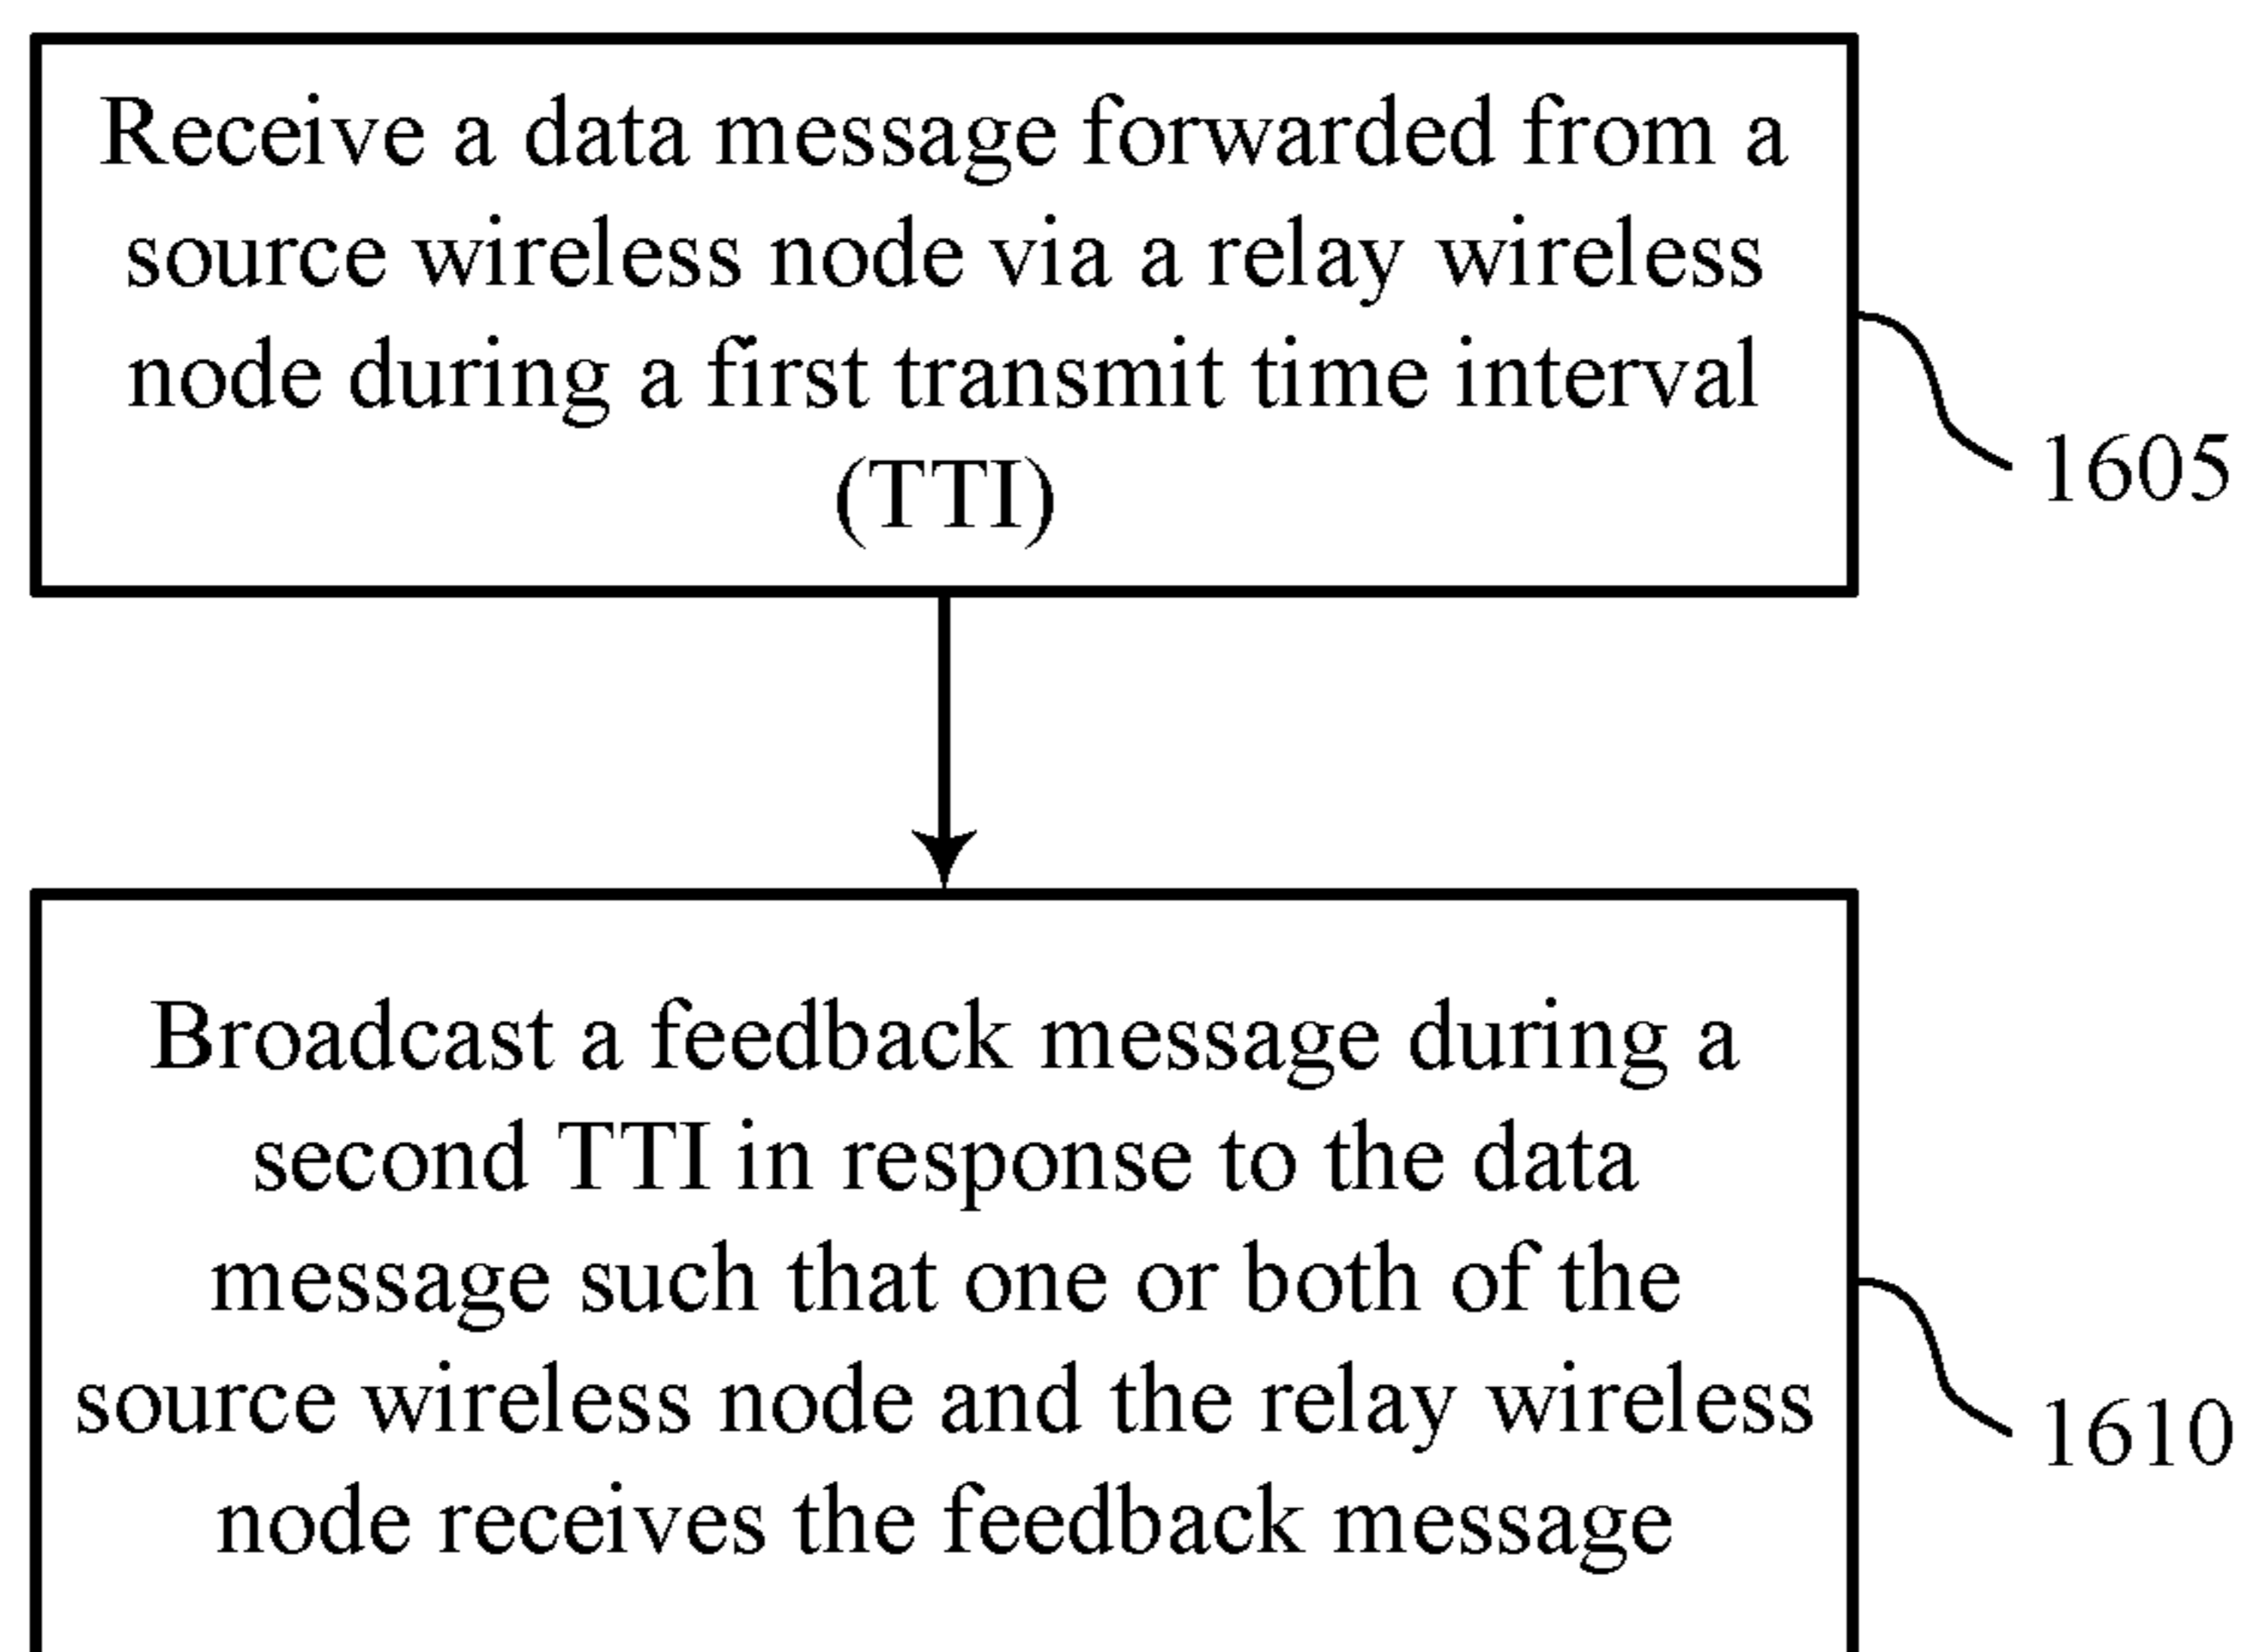 Receive a data message forwarded from a
source wireless node via a relay wireless
node during a first transmit time interval
(TTI)
1605
Broadcast a feedback message during a
second TTI in response to the data
message such that one or both of the
source wireless node and the relay wireless
node receives the feedback message
1610